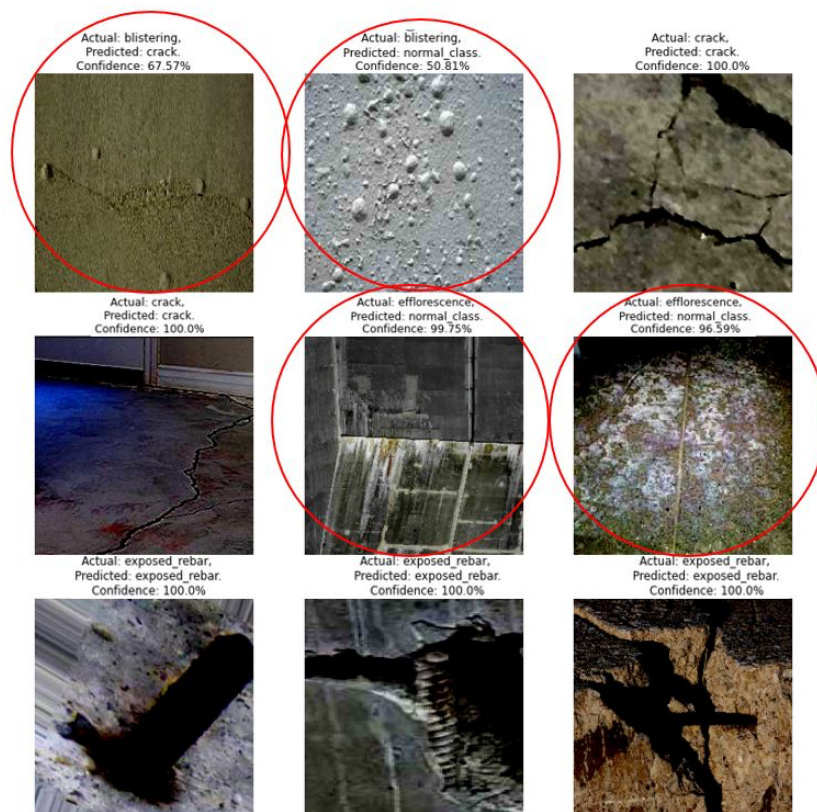 Actual: blistering,
Predicted: crack.
Confidence: 67.57%
Actual: blistering,
Predicted: normal_class.
Confidence: 50.81%
Actual: crack,
Predicted: crack.
Confidence: 100.0%
Actual: crack,
Predicted: crack.
Confidence: 100.0%
Actual: efflorescence,
Predicted: normal_class.
Confidence: 99.75%
Actual: efflorescence,
Predicted: normal_class.
Confidence: 96.59%
Actual: exposed_rebar,
Predicted: exposed_rebar.
Confidence: 100.0%
Actual: exposed_rebar,
Predicted: exposed_rebar.
Confidence: 100.0%
Actual: exposed_rebar,
Predicted: exposed_rebar.
Confidence: 100.0%